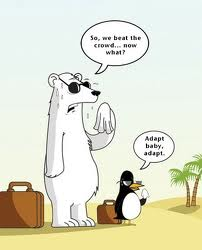 So, we beat the
crowd... now
what?
Adapt
baby,
adapt.